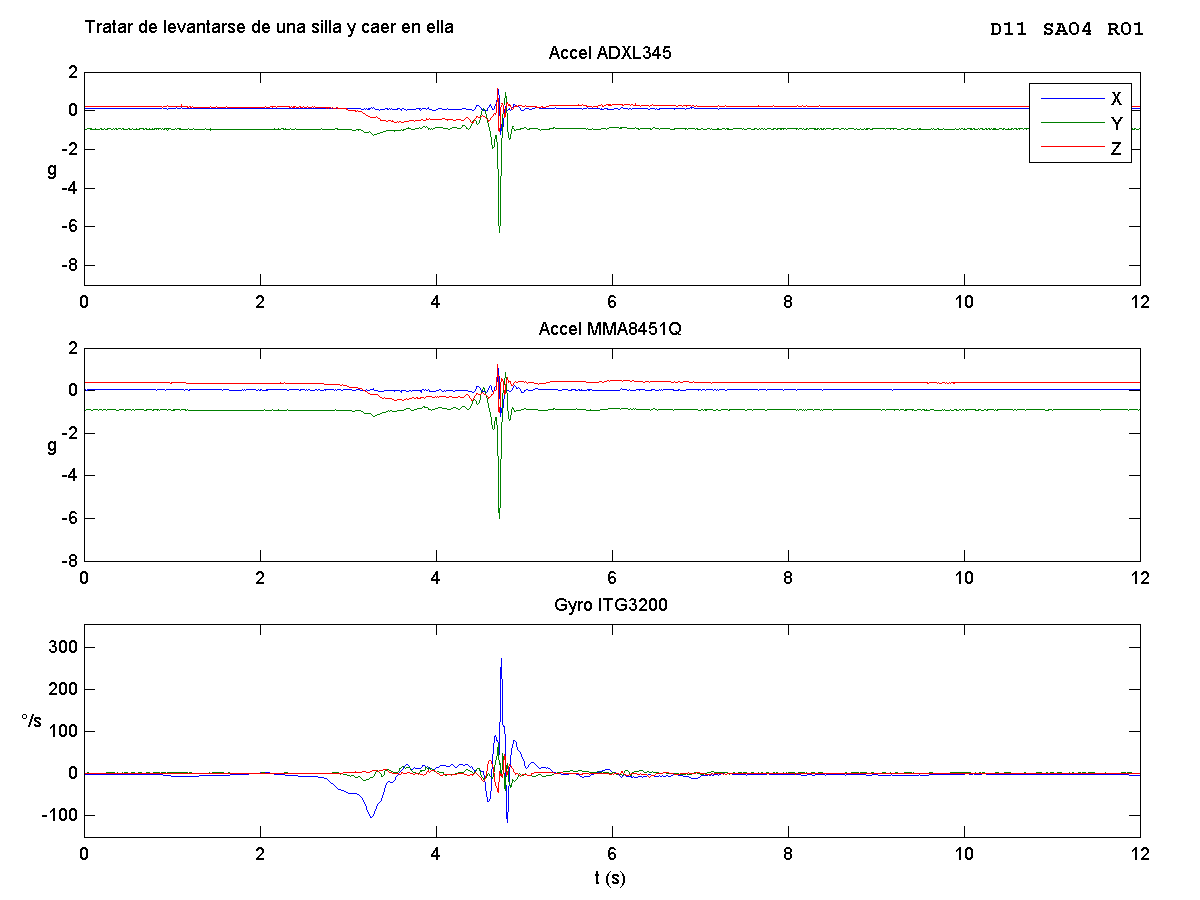 Tratar de levantarse de una silla y caer en ella
D11 SA04 R01
Accel ADXL345
2
0
-2
-4
-6
-8
g
X
Y
Z
0 2 4 6 8 10 12
Accel MMA8451Q
2
0
-2
-4
-6
-8
g
0 2 4 6 8 10 12
Gyro ITG3200
300
200
100
0
-100
°/s
0 2 4 6 8 10 12
t (s)